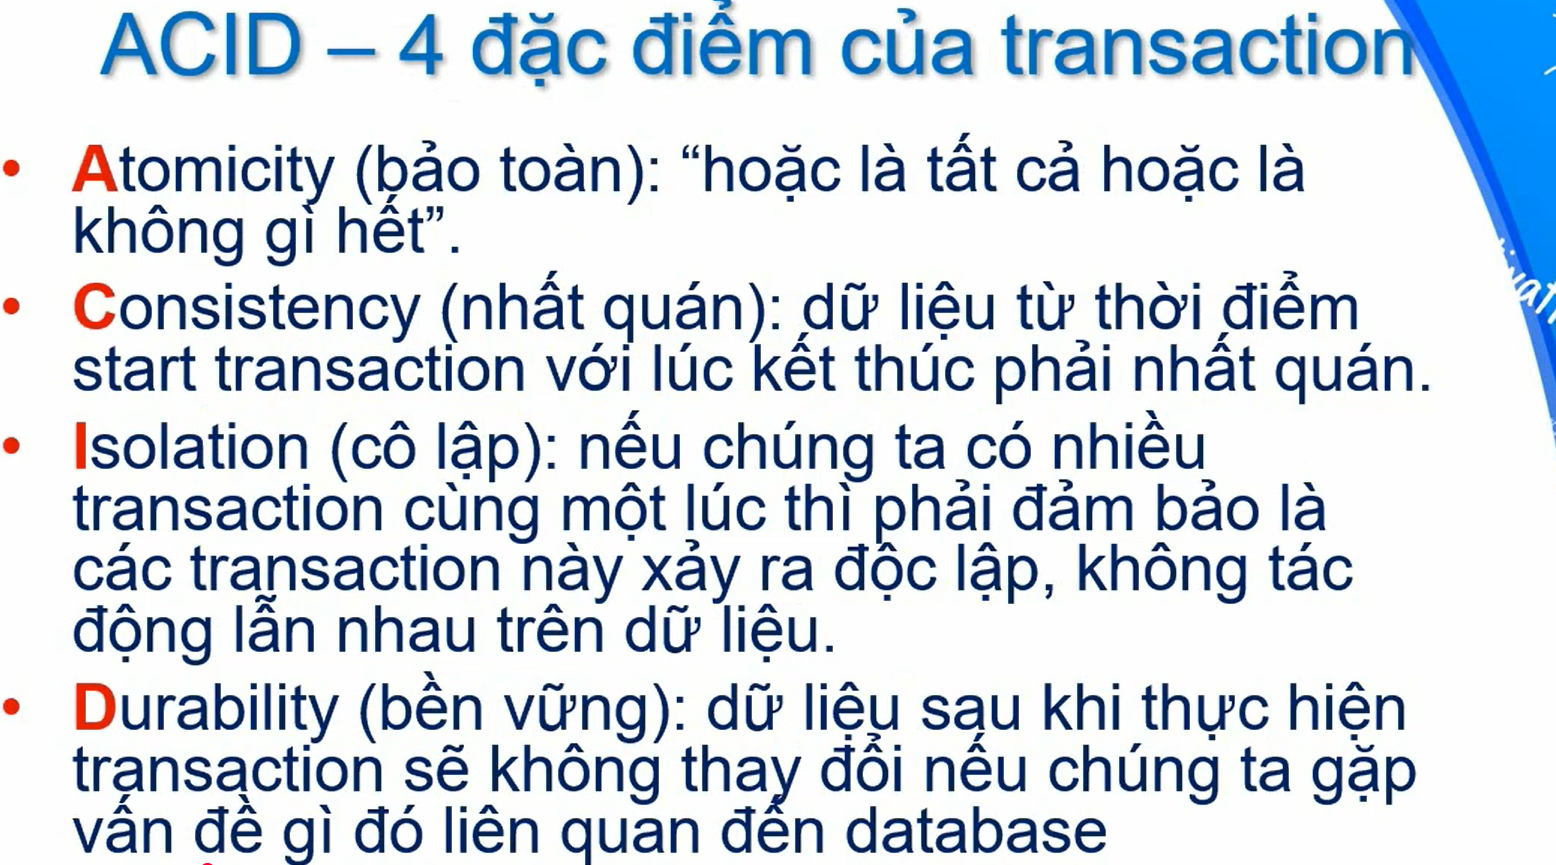 ACID – 4 đặc điểm của transaction
• Atomicity (bảo toàn): “hoặc là tất cả hoặc là
không gì hết”.
• Consistency (nhất quán): dữ liệu từ thời điểm
start transaction với lúc kết thúc phải nhất quán.
• Isolation (cô lập): nếu chúng ta có nhiều
transaction cùng một lúc thì phải đảm bảo là
các transaction này xảy ra độc lập, không tác
động lẫn nhau trên dữ liệu.
• Durability (bền vững): dữ liệu sau khi thực hiện
transaction sẽ không thay đổi nếu chúng ta gặp
vấn đề gì đó liên quan đến database